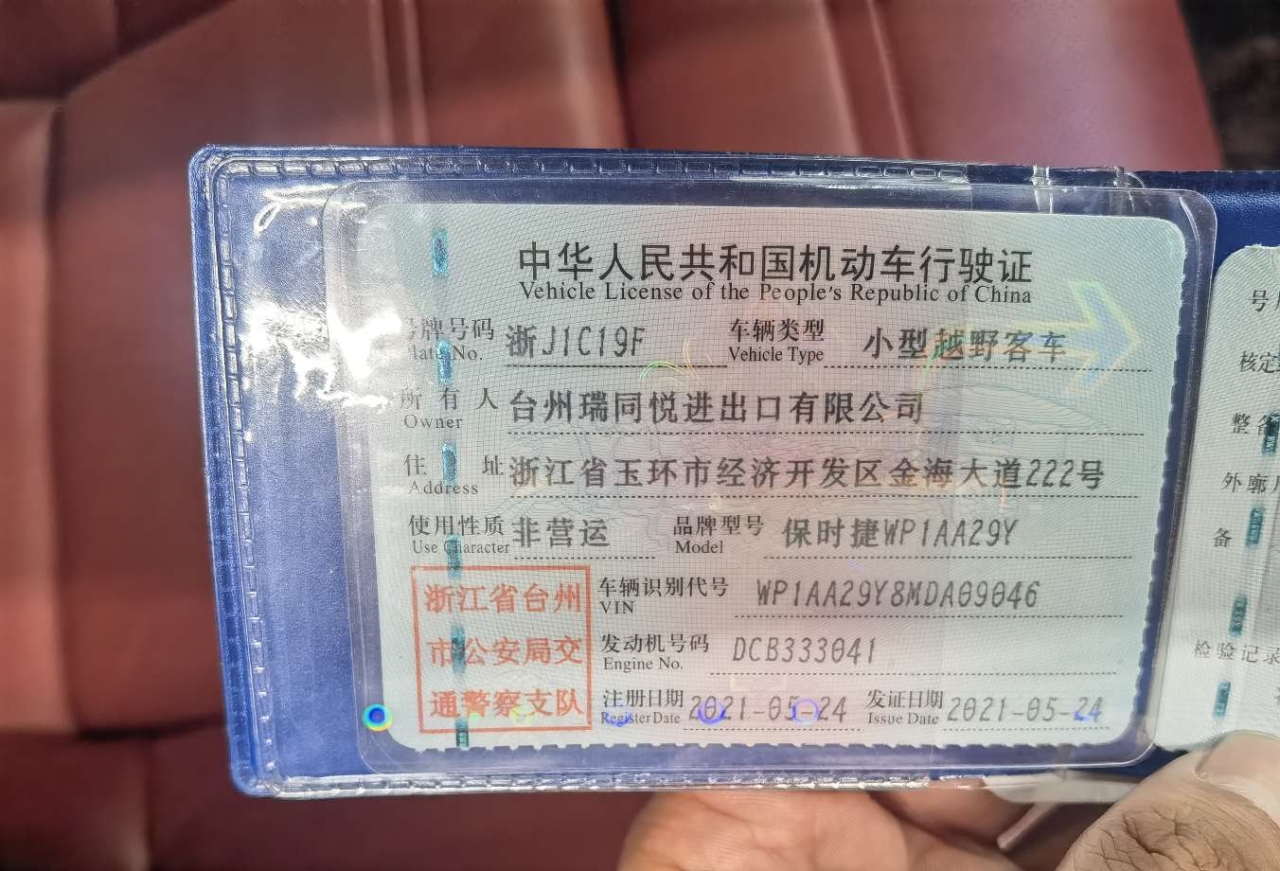 中华人民共和国机动车行驶证
Vehicle License of the People's Republic of China
号牌号码 浙J1C19F 车辆类型 小型越野客车
Plate No. Vehicle Type
所有人 台州瑞同悦进出口有限公司
Owner
住址 浙江省玉环市经济开发区金海大道222号
Address
使用性质 非营运 品牌型号 保时捷WP1AA29Y
Use Character Model
浙江省台州
市公安局交
通警察支队
车辆识别代号 WP1AA29Y8MDA09046
VIN
发动机号码 DCB333041
Engine No.
注册日期 2021-05-24 发证日期 2021-05-24
Register Date Issue Date
号
核定
整备
外廓
备
检验记录